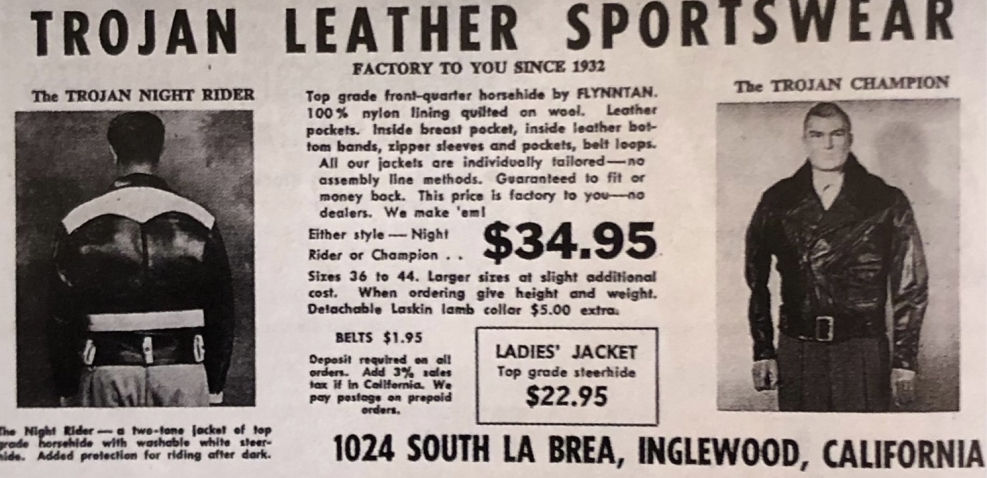 TROJAN LEATHER SPORTSWEAR
FACTORY TO YOU SINCE 1932
The TROJAN NIGHT RIDER
Top grade front-quarter horsehide by FLYNNTAN.
100% nylon lining quilted on wool. Leather
pockets. Inside breast pocket, inside leather bot-
tom bands, zipper sleeves and pockets, belt loops.
All our jackets are individually tailored—no
assembly line methods. Guaranteed to fit or
money back. This price is factory to you—no
dealers. We make 'em!
Either style — Night
Rider or Champion . .
$34.95
Sizes 36 to 44. Larger sizes at slight additional
cost. When ordering give height and weight.
Detachable Laskin lamb collar $5.00 extra.
BELTS $1.95
Deposit required on all
orders. Add 3% sales
tax if in California. We
pay postage on prepaid
orders.
LADIES' JACKET
Top grade steerhide
$22.95
The TROJAN CHAMPION
The Night Rider — a two-tone jacket of top
grade horsehide with washable white steer-
hide. Added protection for riding after dark.
1024 SOUTH LA BREA, INGLEWOOD, CALIFORNIA